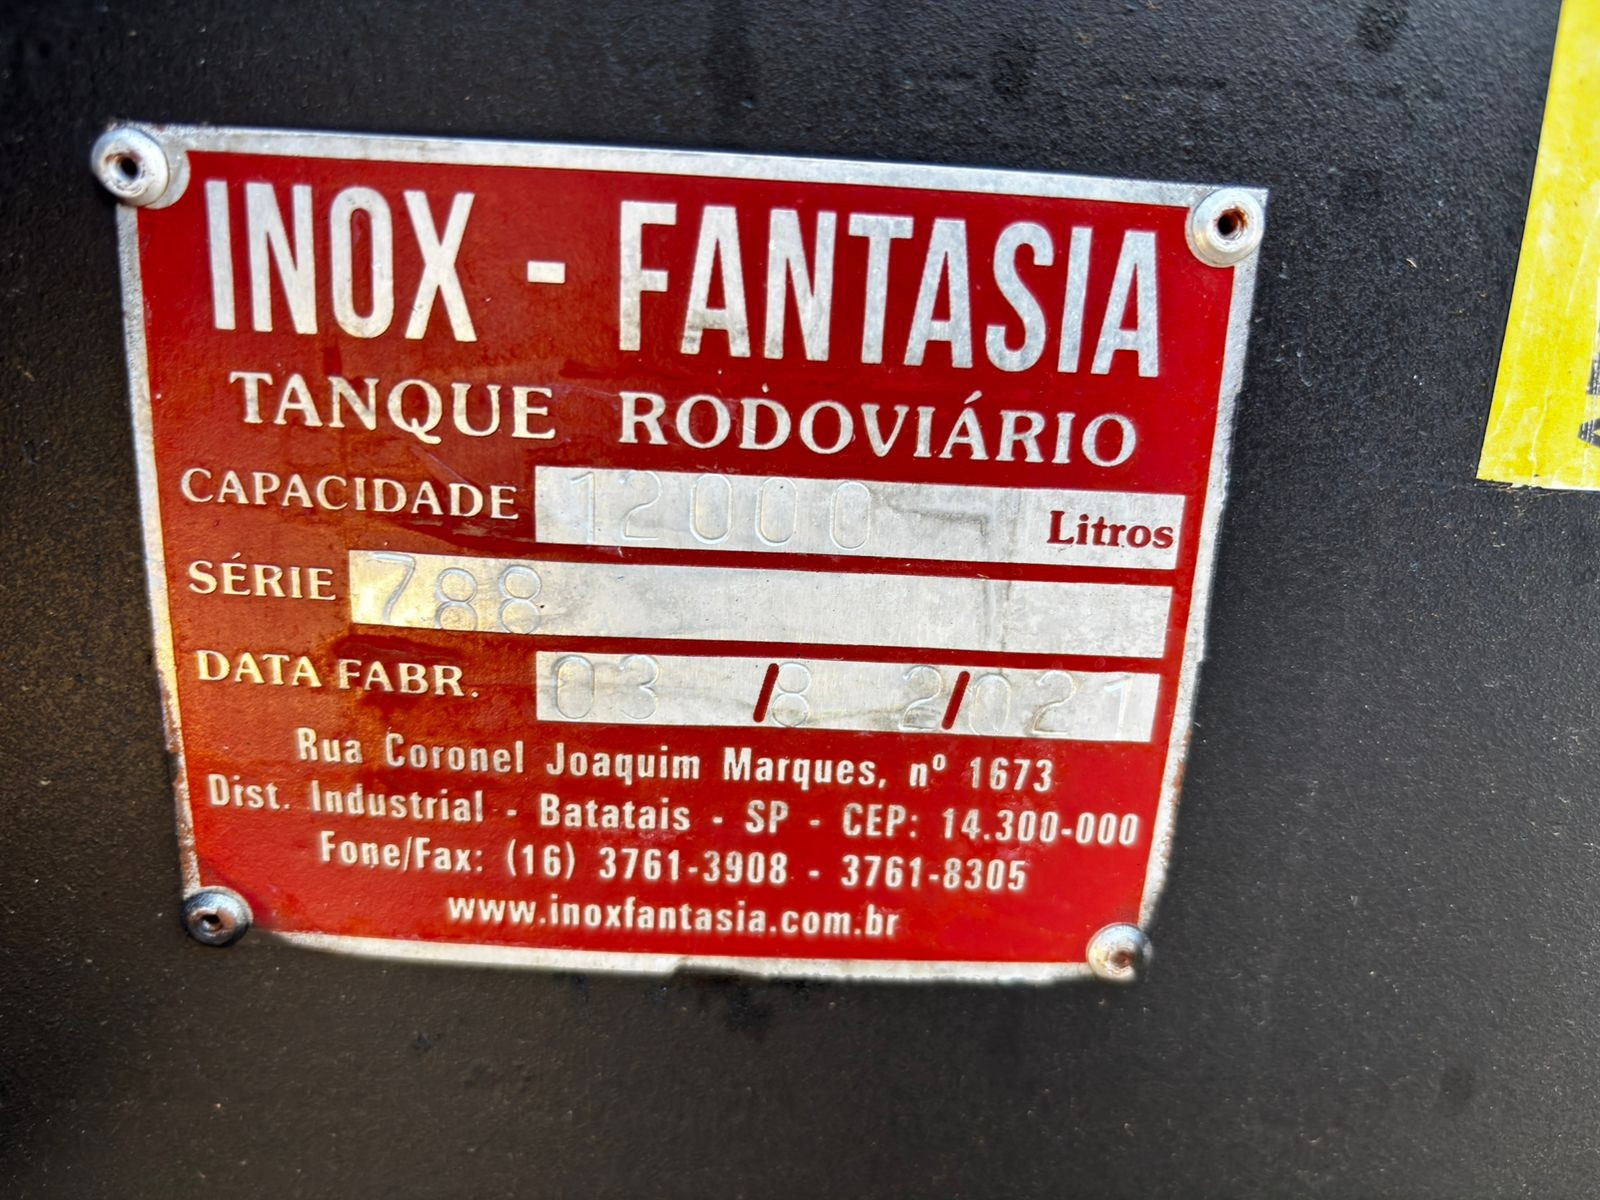 INOX - FANTASIA
TANQUE RODOVIÁRIO
CAPACIDADE 12000 Litros
SÉRIE 788
DATA FABR. 03 /8 2/021
Rua Coronel Joaquim Marques, nº 1673
Dist. Industrial - Batatais - SP - CEP: 14.300-000
Fone/Fax: (16) 3761-3908 - 3761-8305
www.inoxfantasia.com.br